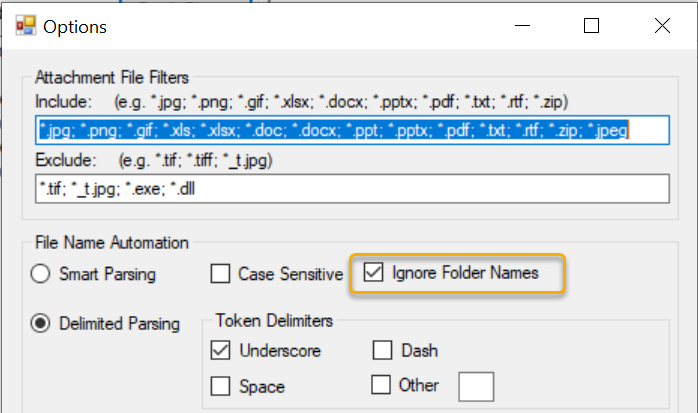 Options
Attachment File Filters
Include: (e.g. *.jpg; *.png; *.gif; *.xlsx; *.docx; *.pptx; *.pdf; *.txt; *.rtf; *.zip)
*.jpg; *.png; *.gif; *.xls; *.xlsx; *.doc; *.docx; *.ppt; *.pptx; *.pdf; *.txt; *.rtf; *.zip; *.jpeg
Exclude: (e.g. *.tif; *.tiff; *_t.jpg)
*.tif; *_t.jpg; *.exe; *.dll
File Name Automation
Smart Parsing Case Sensitive Ignore Folder Names
Delimited Parsing Token Delimiters
Underscore Dash
Space Other